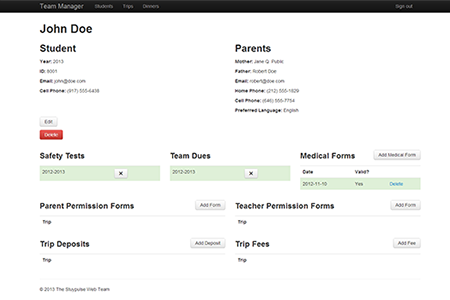 Team Manager Students Trips Dinners Sign out
John Doe
Student
Year: 2013
ID: 8001
Email: john@doe.com
Cell Phone: (917) 555-6438
Parents
Mother: Jane Q. Public
Father: Robert Doe
Email: robert@doe.com
Home Phone: (212) 555-1829
Cell Phone: (646) 555-7754
Preferred Language: English
Edit
Delete
Safety Tests
2012-2013 ×
Team Dues
2012-2013 ×
Medical Forms Add Medical Form
Date Valid?
2012-11-10 Yes Delete
Parent Permission Forms Add Form
Trip
Teacher Permission Forms Add Form
Trip
Trip Deposits Add Deposit
Trip
Trip Fees Add Fee
Trip
© 2013 The Stuypulse Web Team